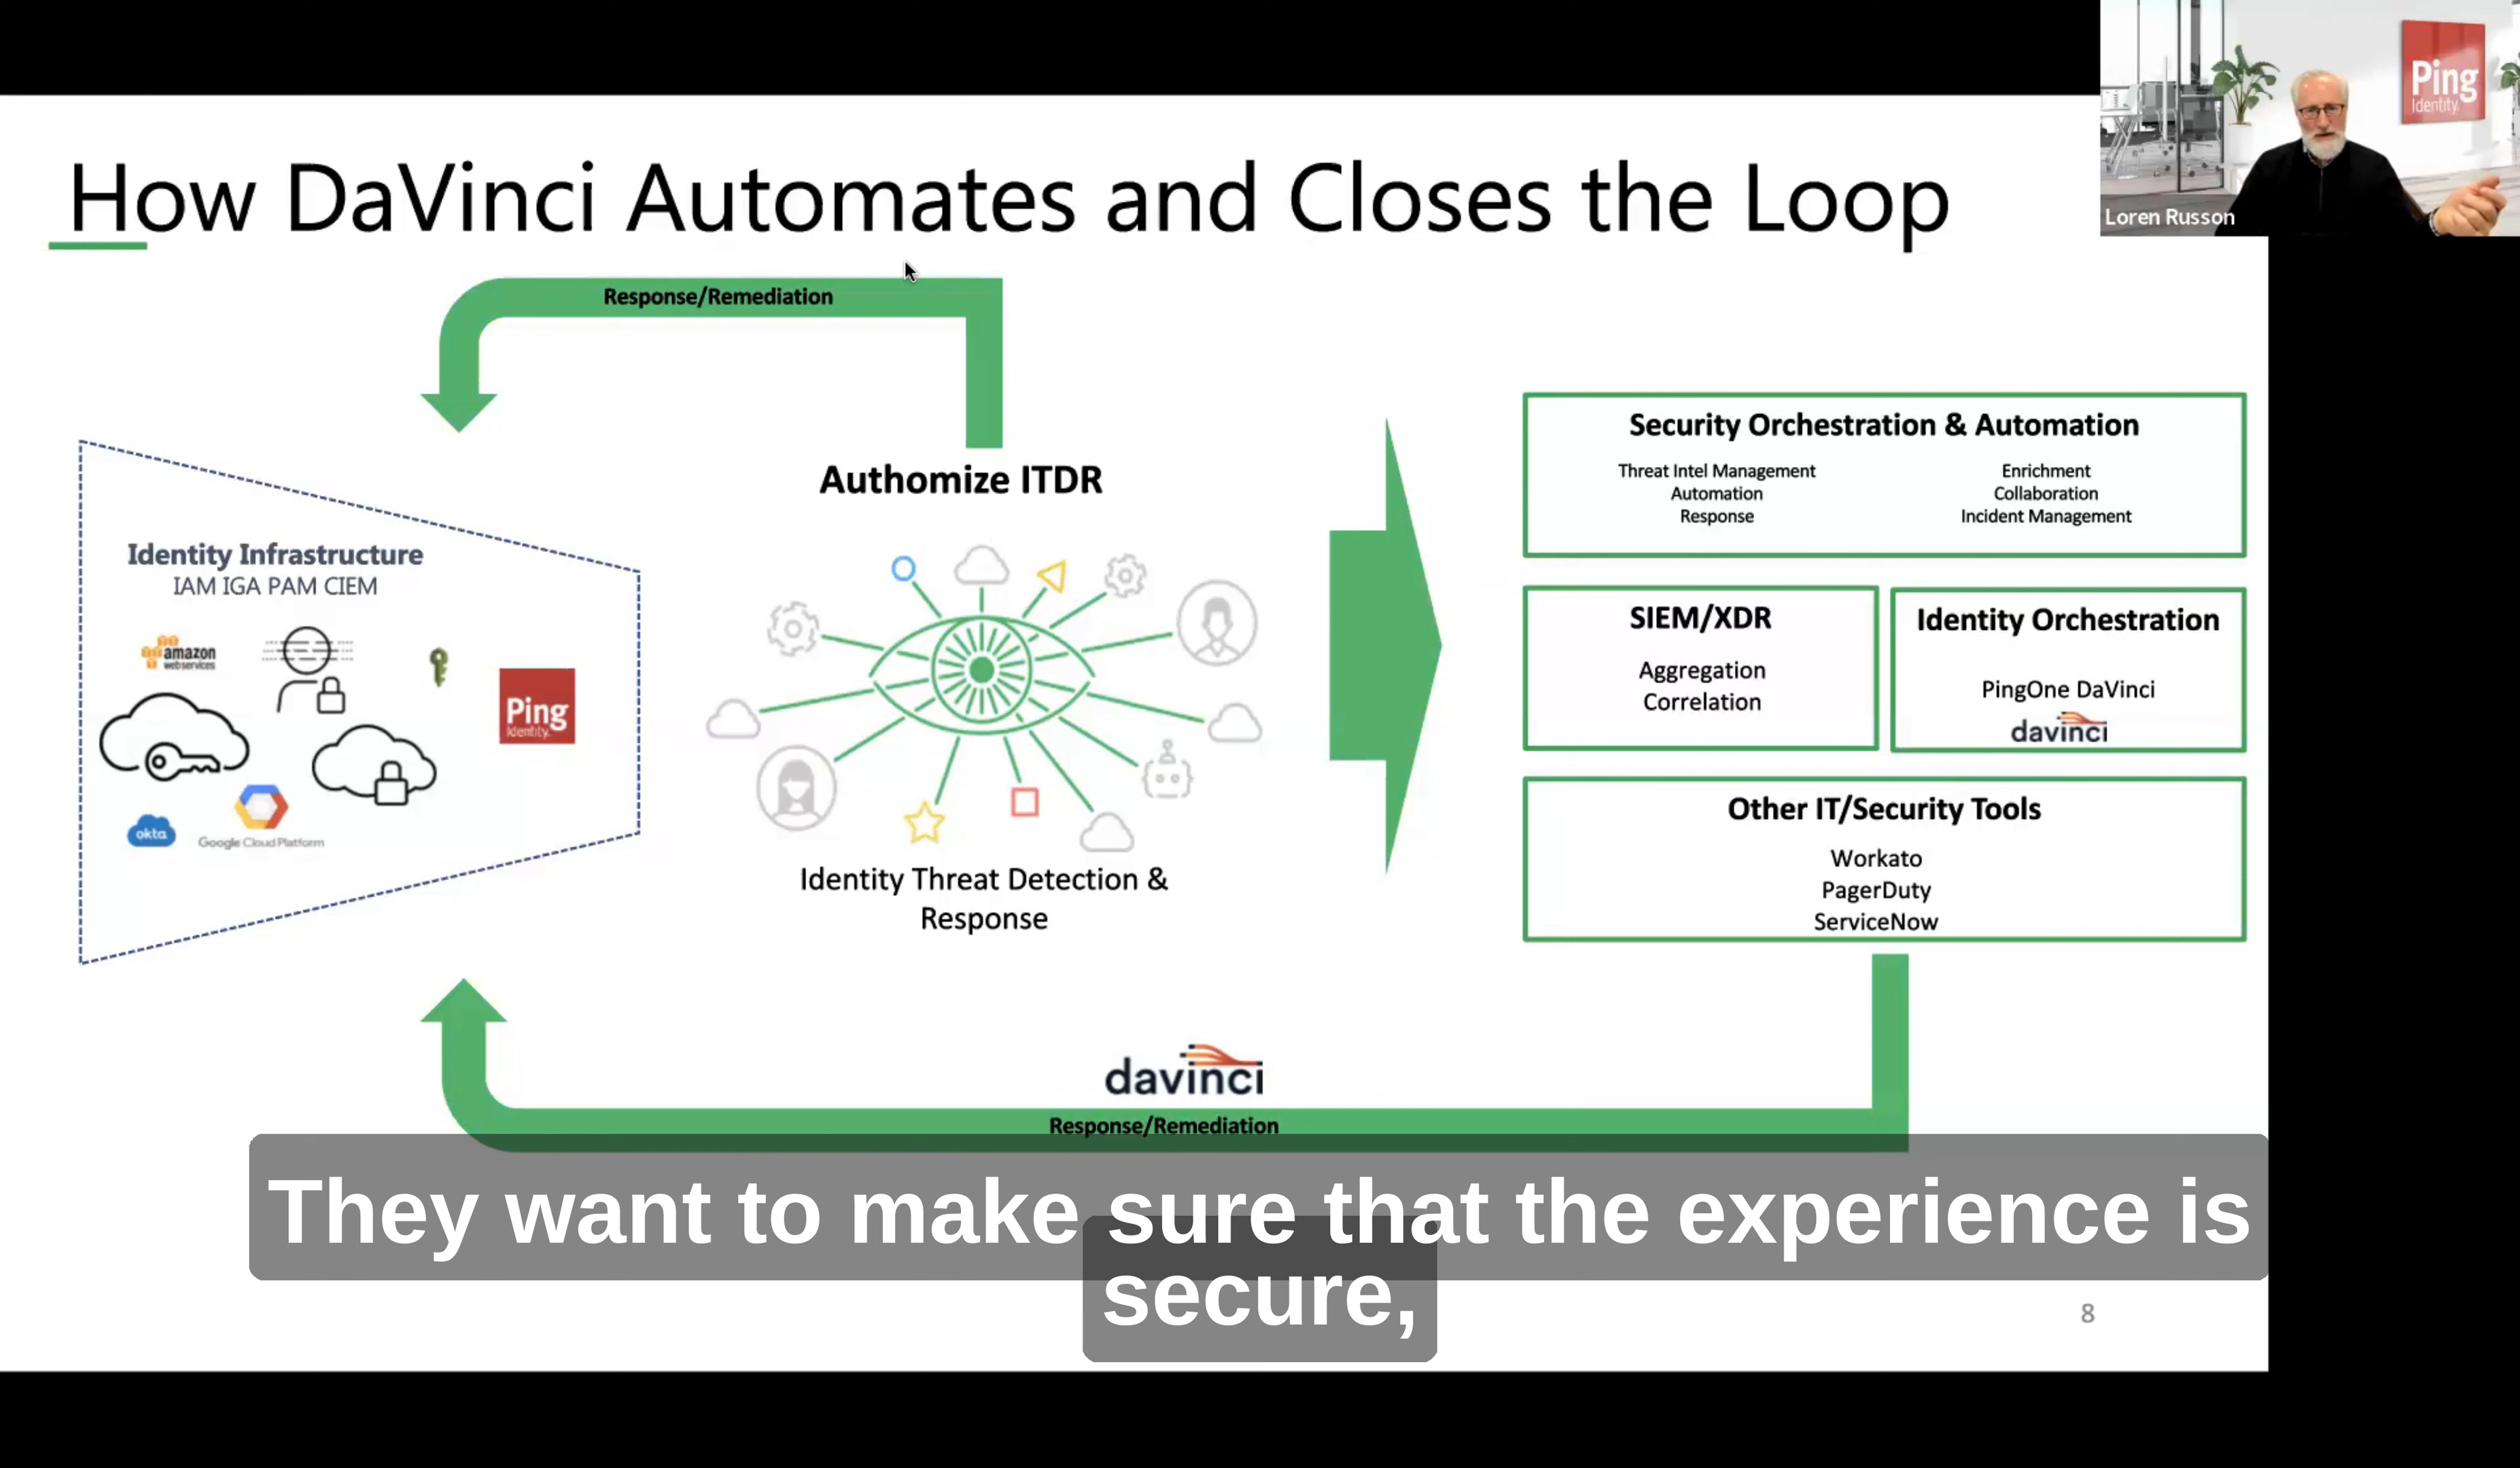 Ping
Identity
Loren Russon
How DaVinci Automates and Closes the Loop
Response/Remediation
Identity Infrastructure
IAM IGA PAM CIEM
amazon
webservices
Ping
Identity
okta
Google Cloud Platform
Authomize ITDR
Identity Threat Detection &
Response
Security Orchestration & Automation
Threat Intel Management
Automation
Response
Enrichment
Collaboration
Incident Management
SIEM/XDR
Aggregation
Correlation
Identity Orchestration
PingOne DaVinci
davinci
Other IT/Security Tools
Workato
PagerDuty
ServiceNow
davinci
Response/Remediation
They want to make sure that the experience is
secure,
8